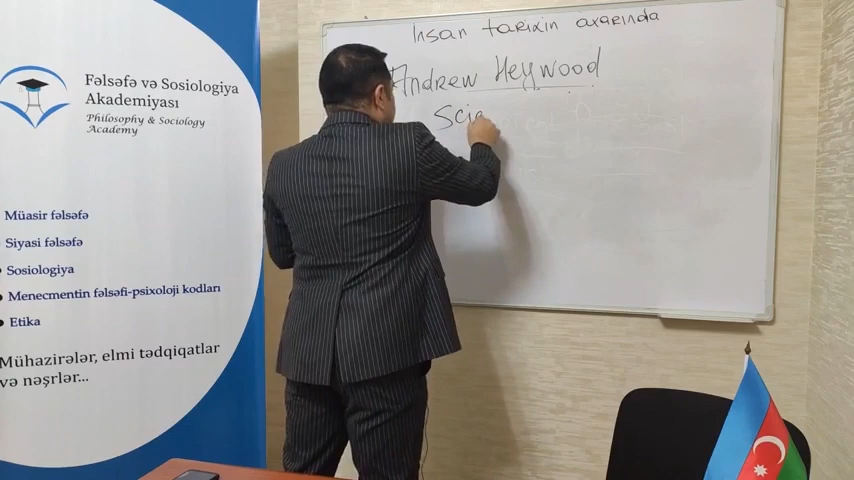 Fəlsəfə və Sosiologiya
Akademiyası
Philosophy & Sociology
Academy
Müasir fəlsəfə
Siyasi fəlsəfə
Sosiologiya
Menecmentin fəlsəfi-psixoloji kodları
Etika
Mühazirələr, elmi tədqiqatlar
və nəşrlər...
İnsan tarixin axarında
Andrew Heywood
Scie